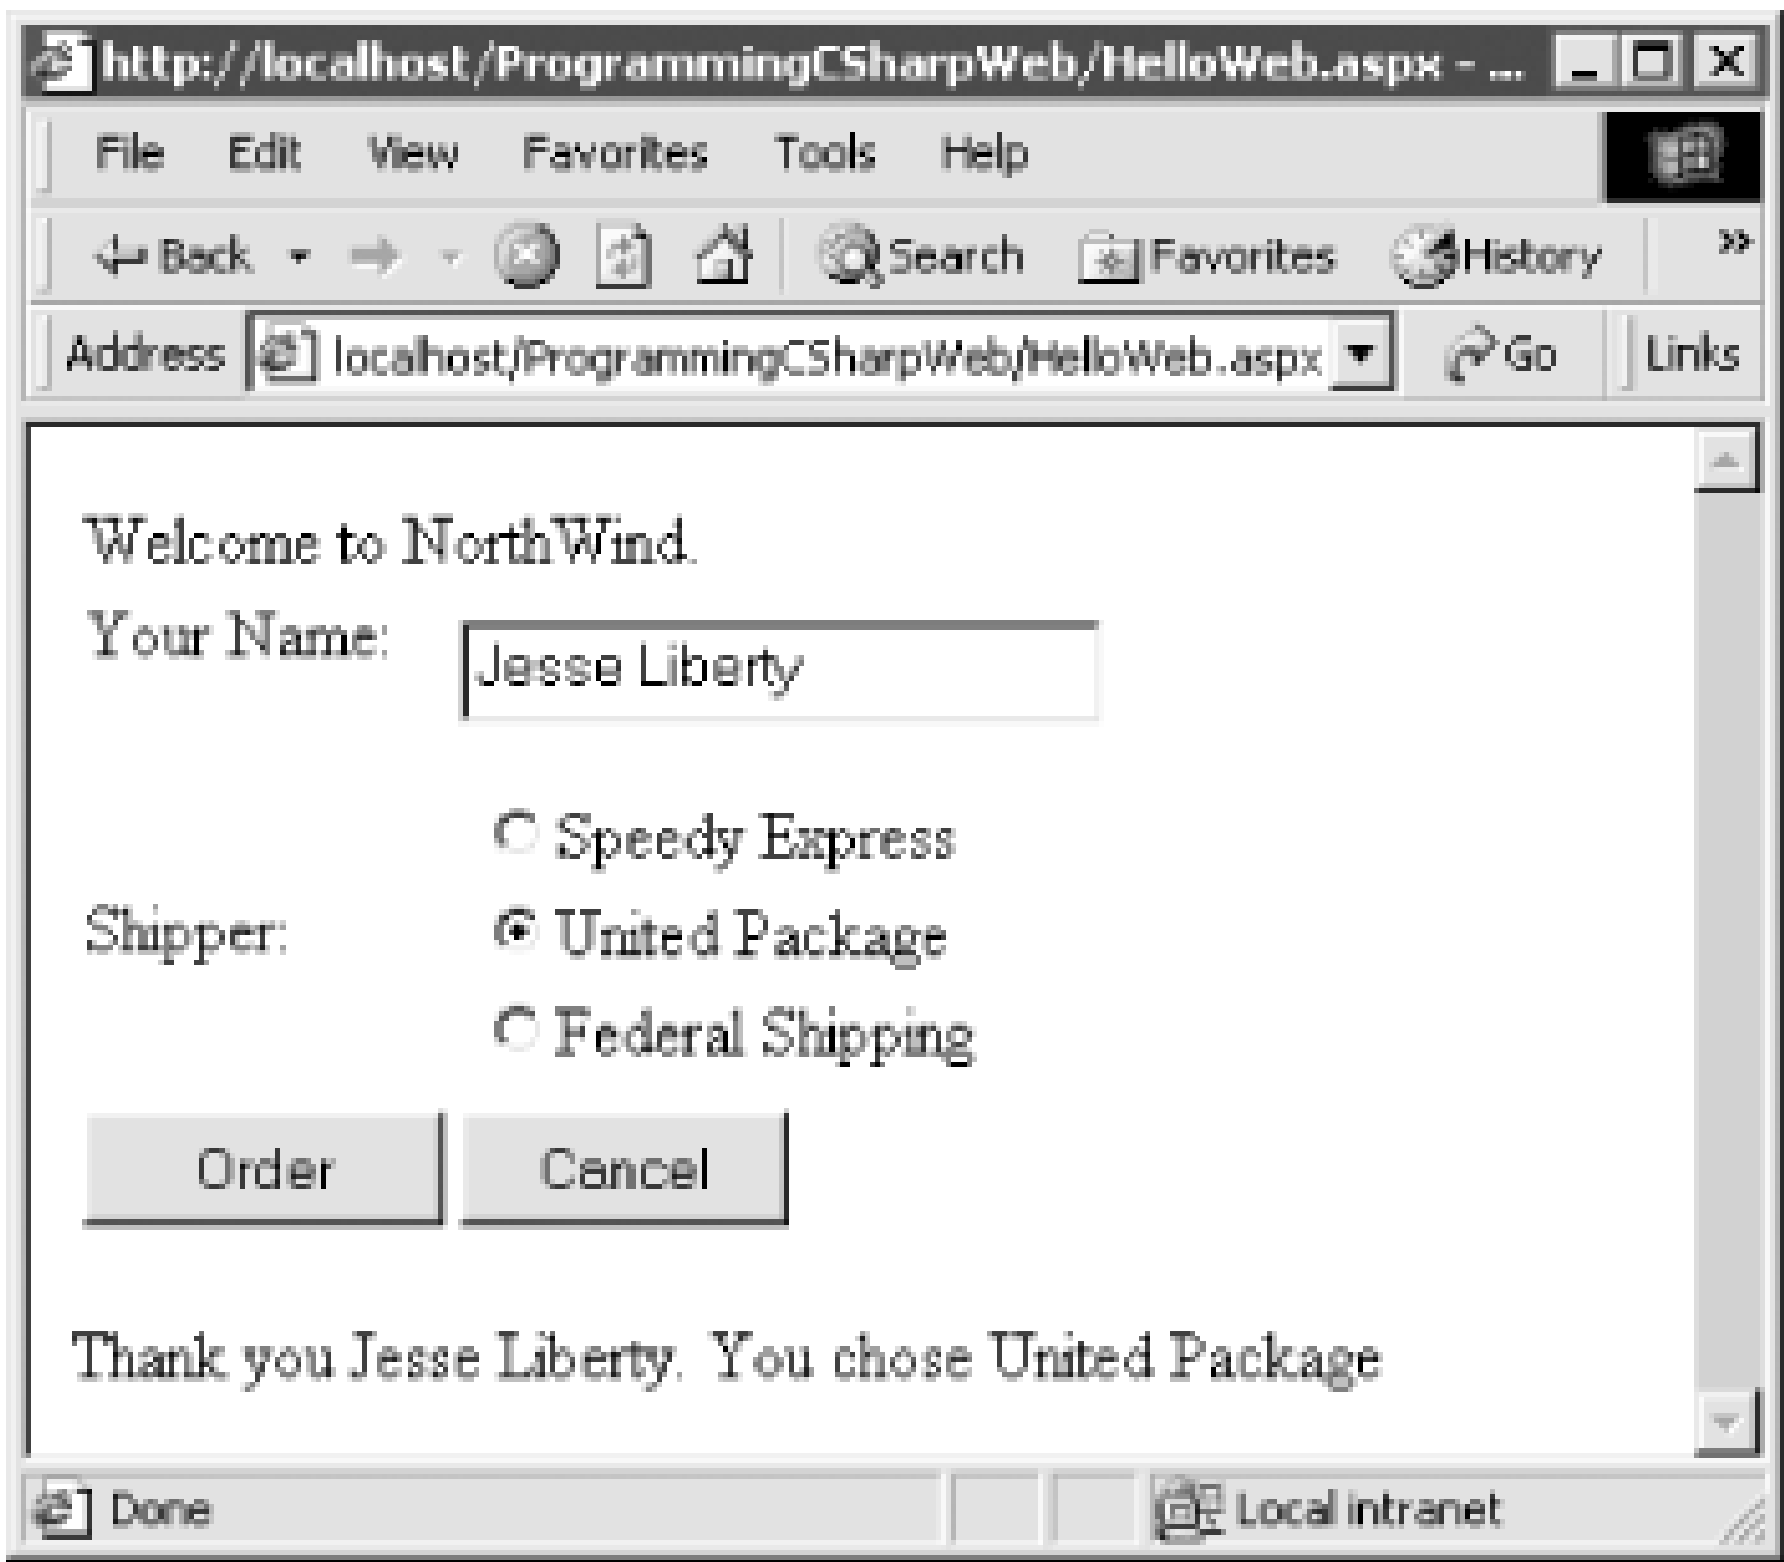 http://localhost/ProgrammingCSharpWeb/HelloWeb.aspx - ...
File Edit View Favorites Tools Help
Back Search Favorites History »
Address localhost/ProgrammingCSharpWeb/HelloWeb.aspx Go Links
Welcome to NorthWind.
Your Name: Jesse Liberty
Speedy Express
Shipper: United Package
Federal Shipping
Order Cancel
Thank you Jesse Liberty. You chose United Package
Done Local intranet